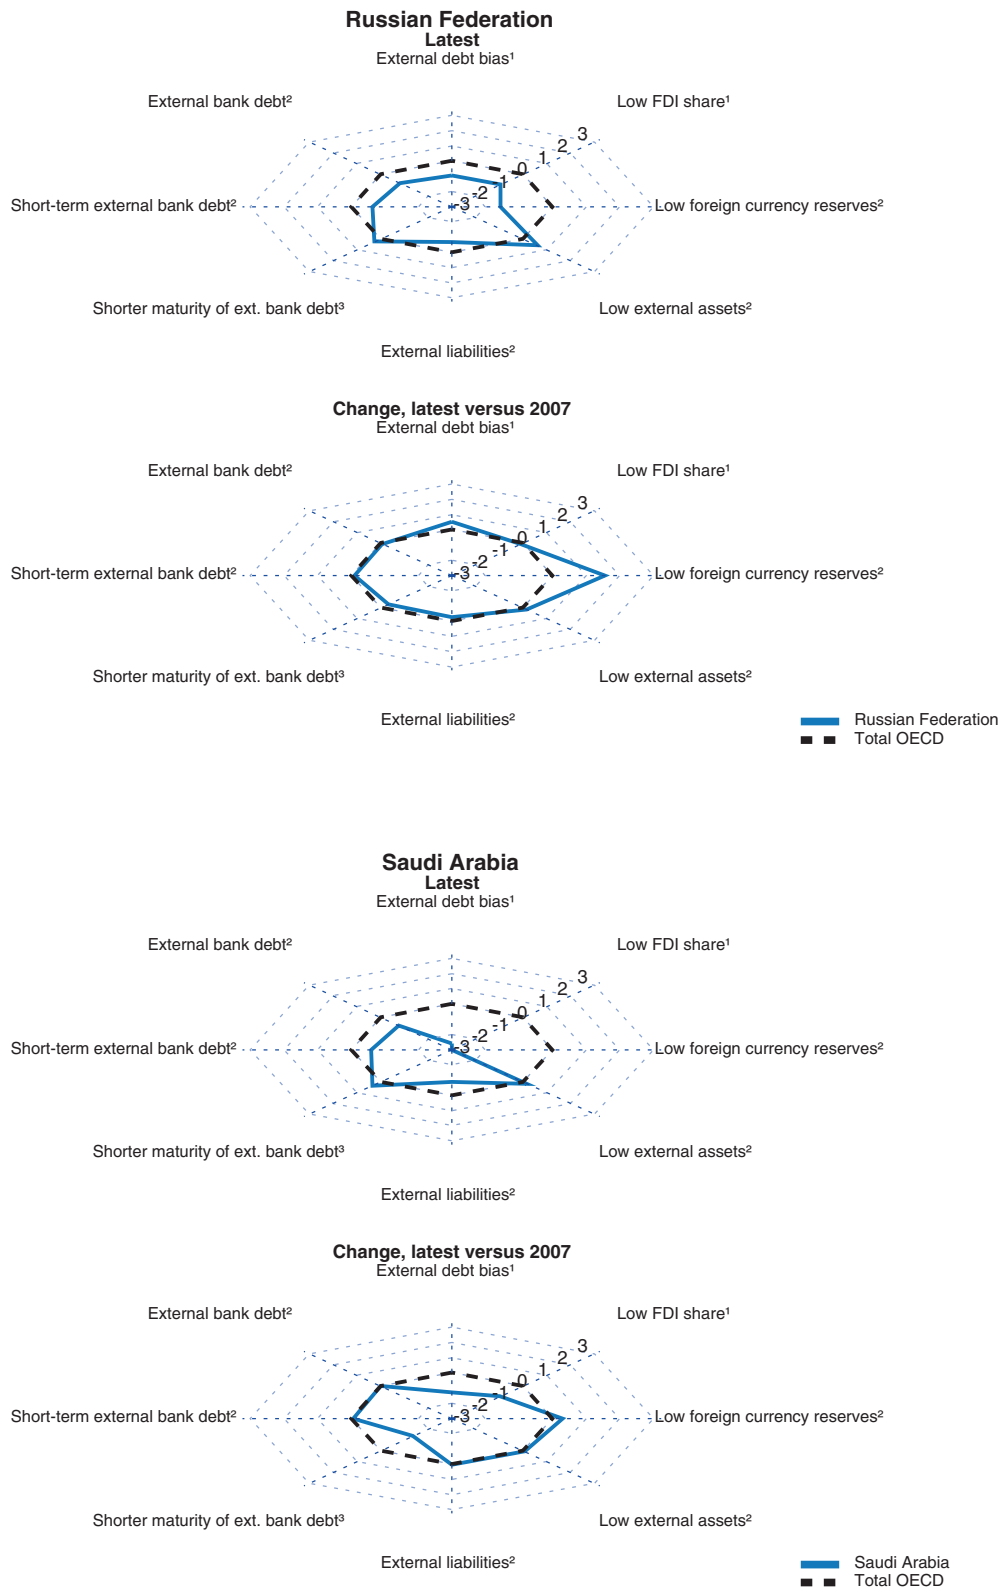 Russian Federation
Latest
External debt bias¹
External bank debt²
Low FDI share¹
3
2
1
0
-1
-2
-3
Short-term external bank debt²
Low foreign currency reserves²
Shorter maturity of ext. bank debt³
Low external assets²
External liabilities²
Change, latest versus 2007
External debt bias¹
External bank debt²
Low FDI share¹
3
2
1
0
-1
-2
-3
Short-term external bank debt²
Low foreign currency reserves²
Shorter maturity of ext. bank debt³
Low external assets²
External liabilities²
Russian Federation
Total OECD
Saudi Arabia
Latest
External debt bias¹
External bank debt²
Low FDI share¹
3
2
1
0
-1
-2
-3
Short-term external bank debt²
Low foreign currency reserves²
Shorter maturity of ext. bank debt³
Low external assets²
External liabilities²
Change, latest versus 2007
External debt bias¹
External bank debt²
Low FDI share¹
3
2
1
0
-1
-2
-3
Short-term external bank debt²
Low foreign currency reserves²
Shorter maturity of ext. bank debt³
Low external assets²
External liabilities²
Saudi Arabia
Total OECD